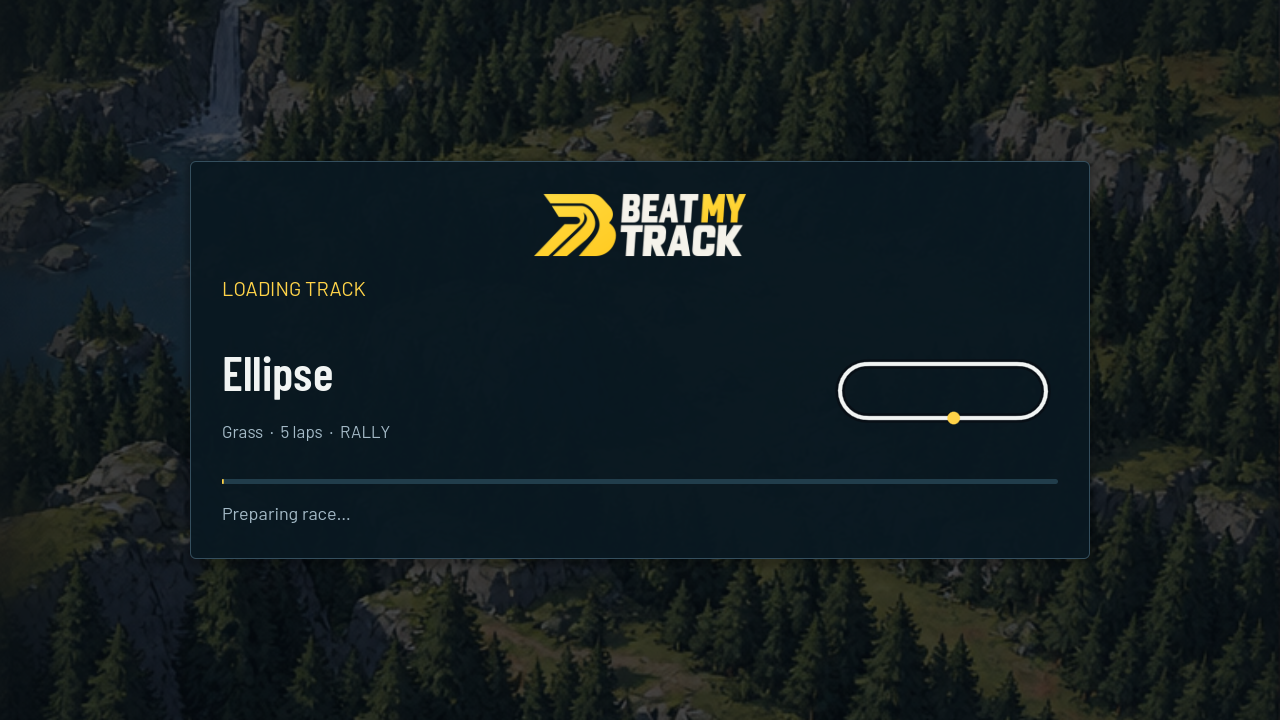 BEAT MY
TRACK
LOADING TRACK
Ellipse
Grass · 5 laps · RALLY
Preparing race...